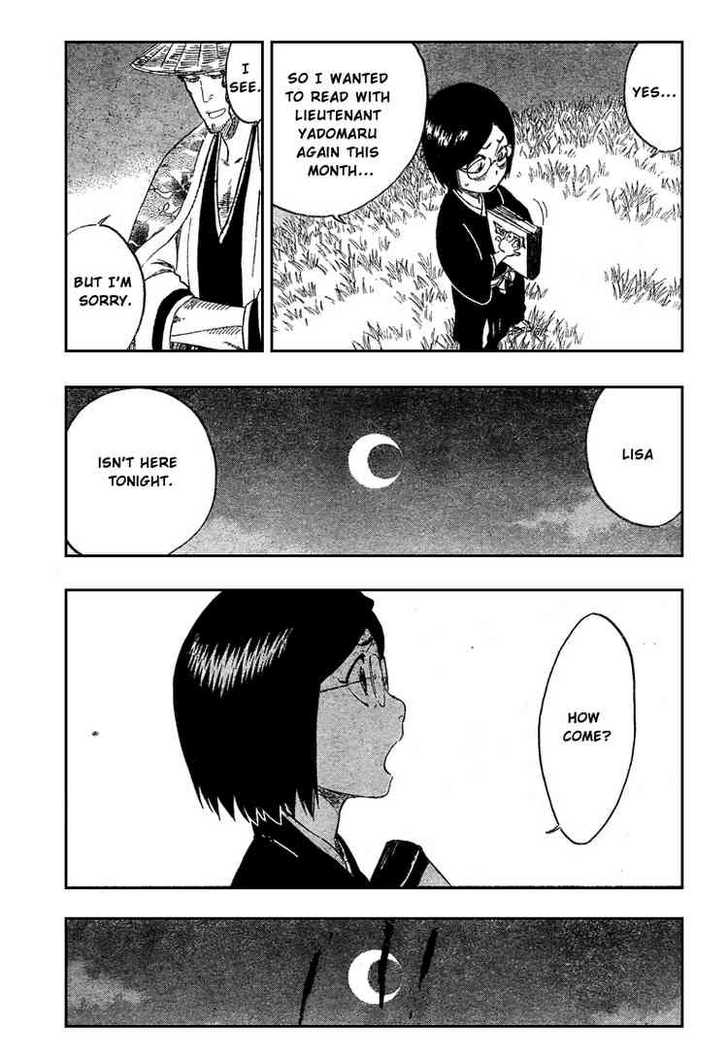 YES...
SO I WANTED
TO READ WITH
LIEUTENANT
YADOMARU
AGAIN THIS
MONTH...
I
SEE.
BUT I'M
SORRY.
LISA
ISN'T HERE
TONIGHT.
HOW
COME?